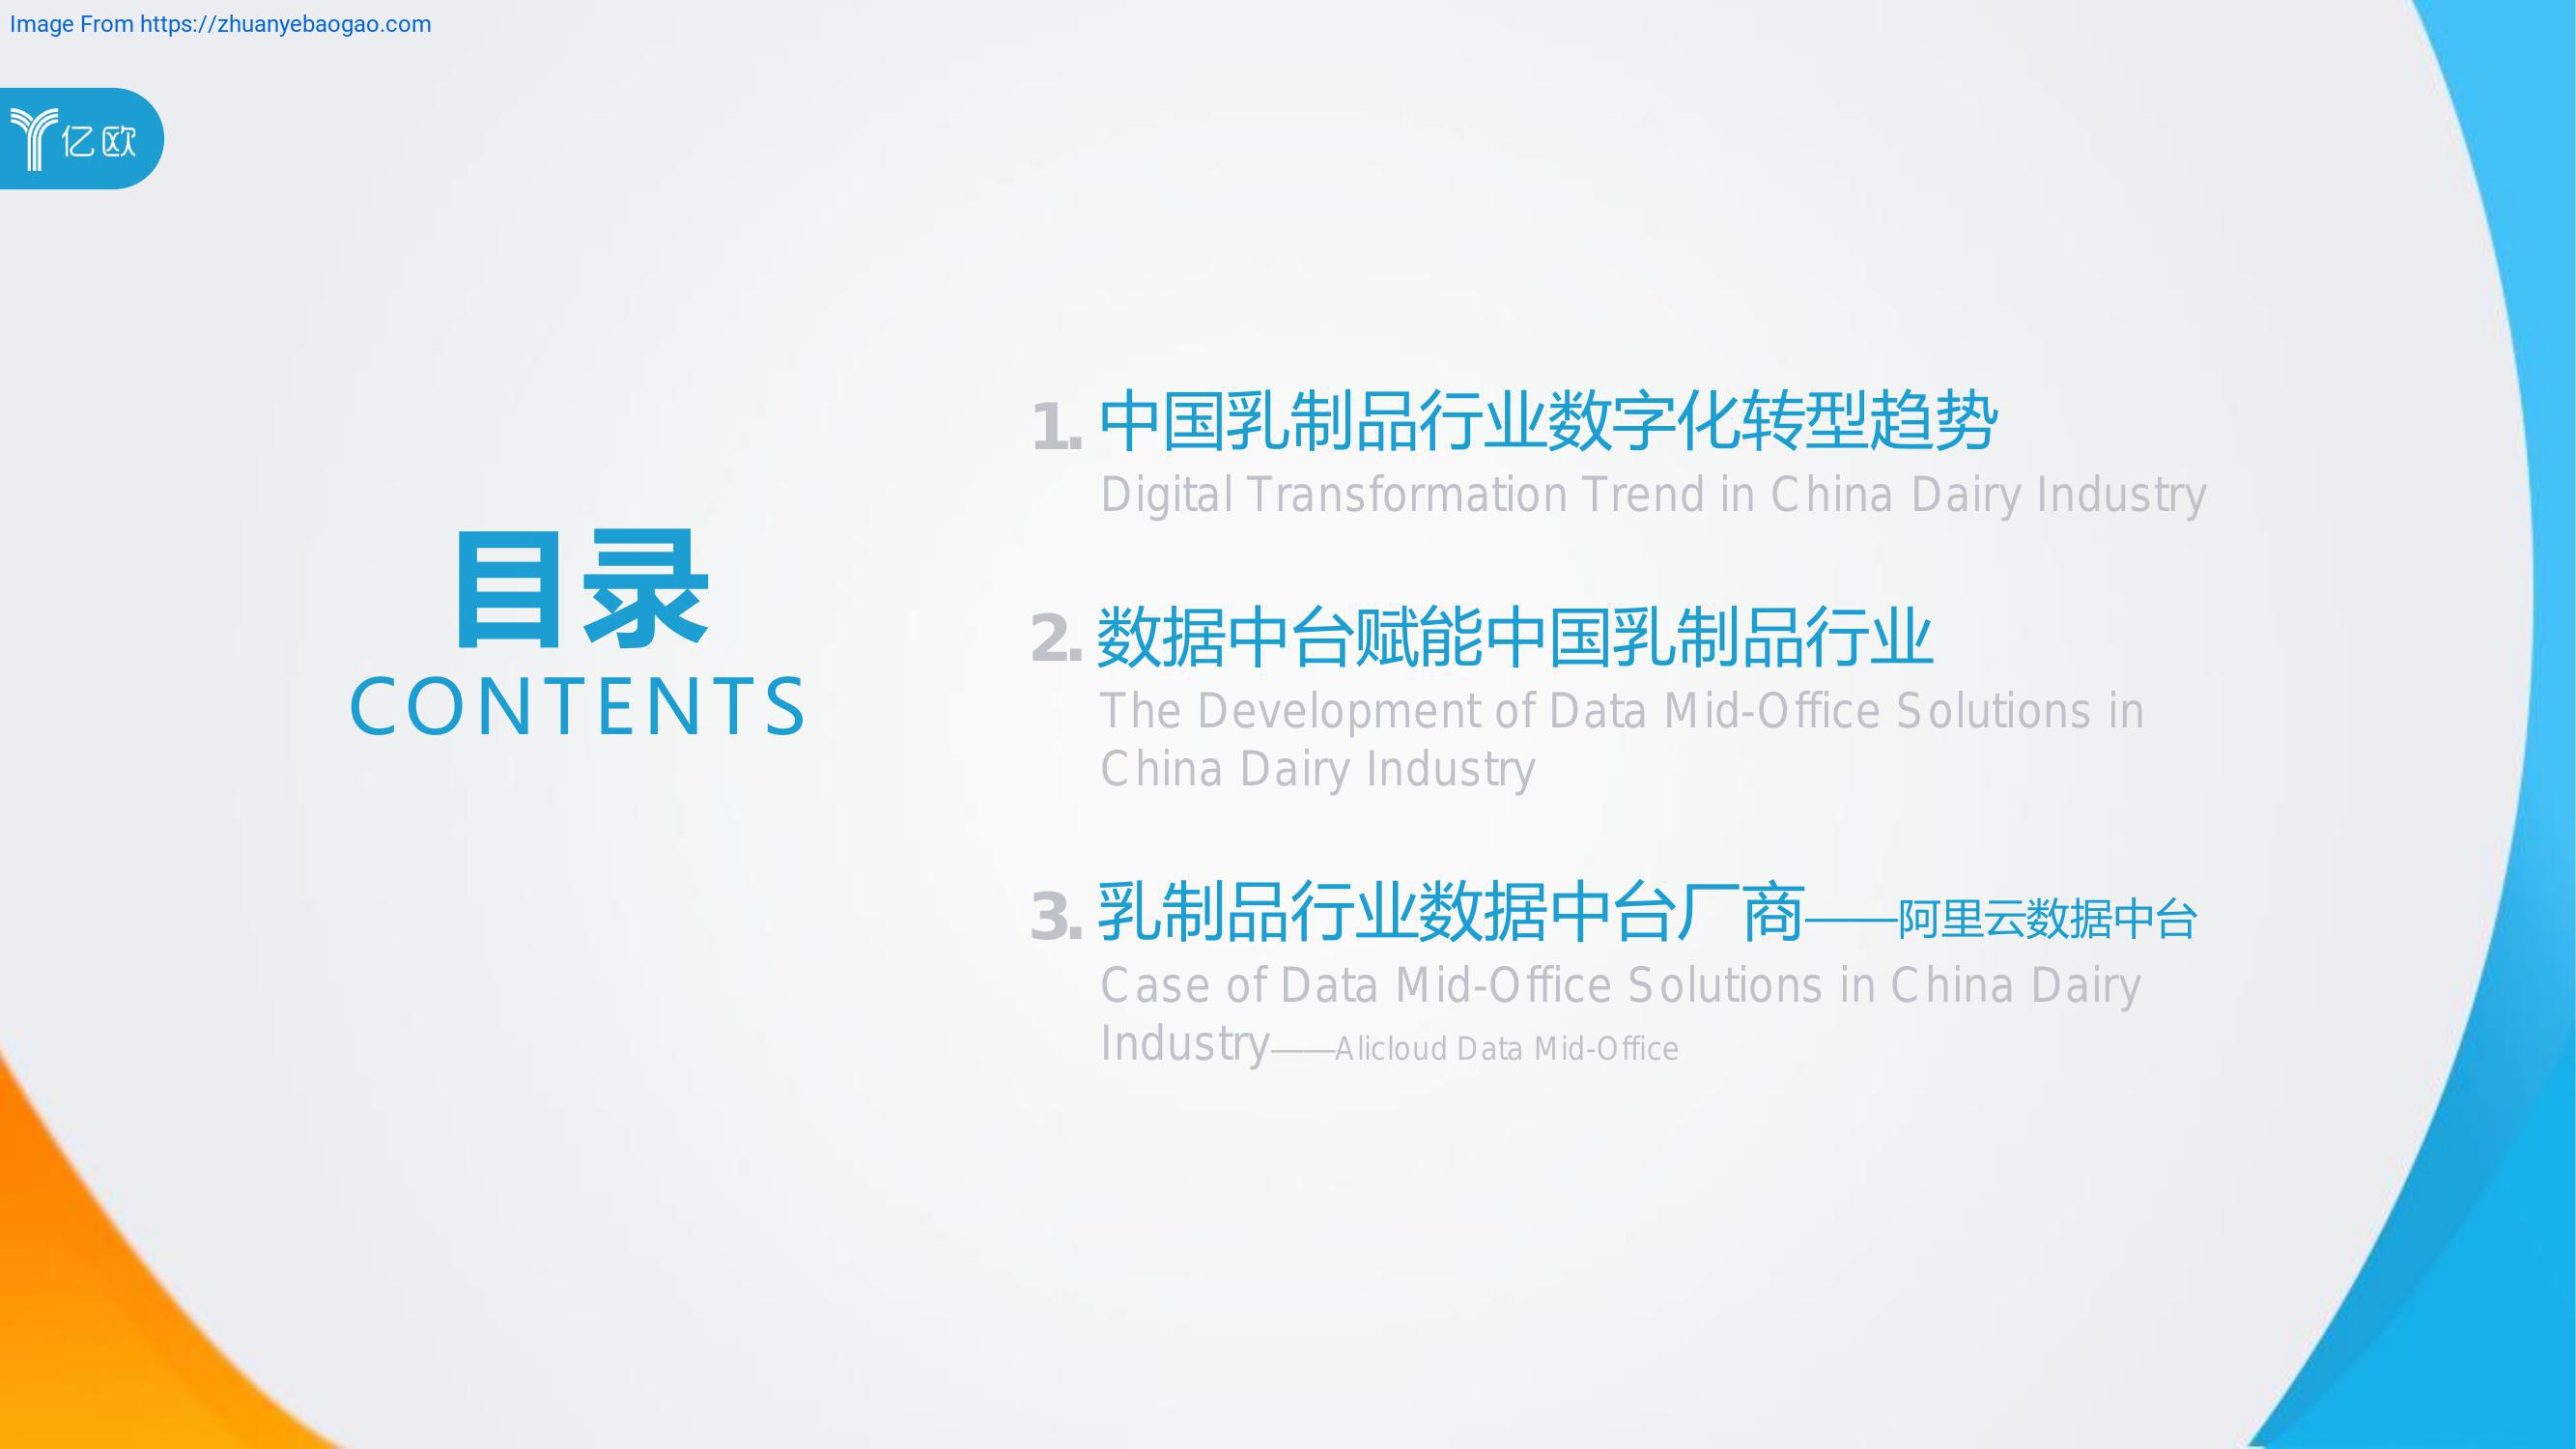 Image From https://zhuanyebaogao.com
亿欧
目录
CONTENTS
1. 中国乳制品行业数字化转型趋势
Digital Transformation Trend in China Dairy Industry
2. 数据中台赋能中国乳制品行业
The Development of Data Mid-Office Solutions in
China Dairy Industry
3. 乳制品行业数据中台厂商——阿里云数据中台
Case of Data Mid-Office Solutions in China Dairy
Industry——Alicloud Data Mid-Office